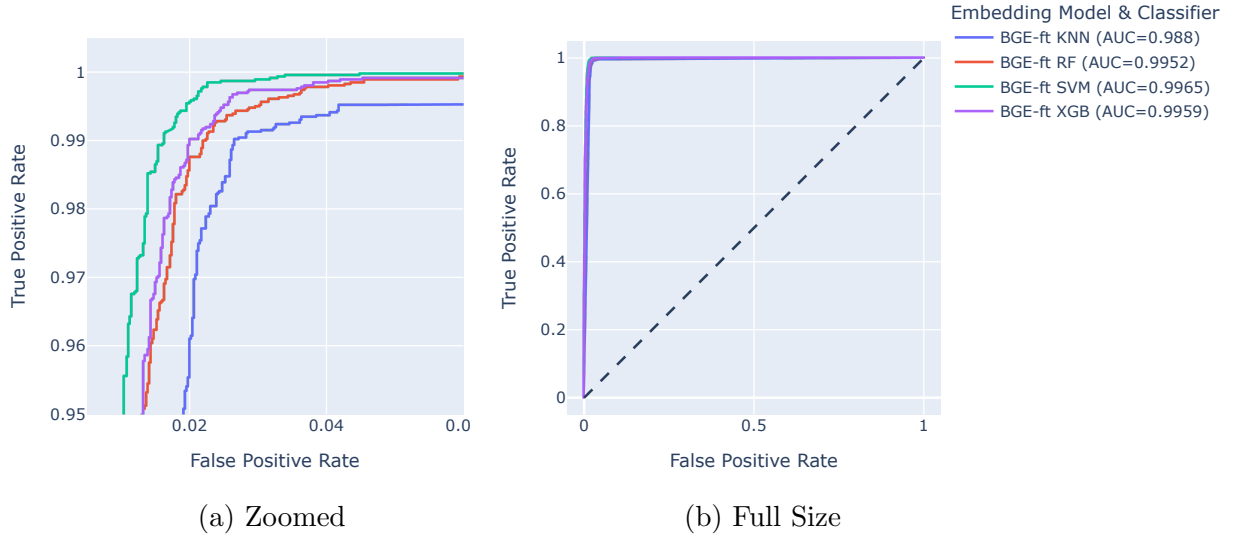 1
0.99
0.98
0.97
0.96
0.95
0.02
0.04
0.0
True Positive Rate
False Positive Rate
(a) Zoomed
1
0.8
0.6
0.4
0.2
0
0
0.5
1
True Positive Rate
False Positive Rate
(b) Full Size
Embedding Model & Classifier
BGE-ft KNN (AUC=0.988)
BGE-ft RF (AUC=0.9952)
BGE-ft SVM (AUC=0.9965)
BGE-ft XGB (AUC=0.9959)